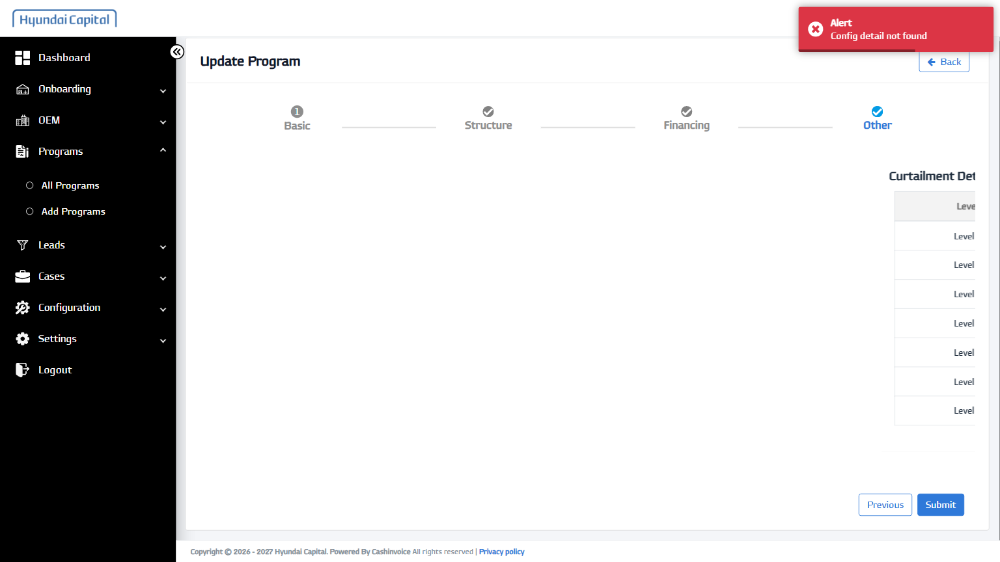 Hyundai Capital
Alert
Config detail not found
Dashboard
Onboarding
OEM
Programs
All Programs
Add Programs
Leads
Cases
Configuration
Settings
Logout
Update Program
Back
1
Basic
Structure
Financing
Other
Curtailment Det
Leve
Level
Level
Level
Level
Level
Level
Level
Previous
Submit
Copyright © 2026 - 2027 Hyundai Capital. Powered By Cashinvoice All rights reserved | Privacy policy